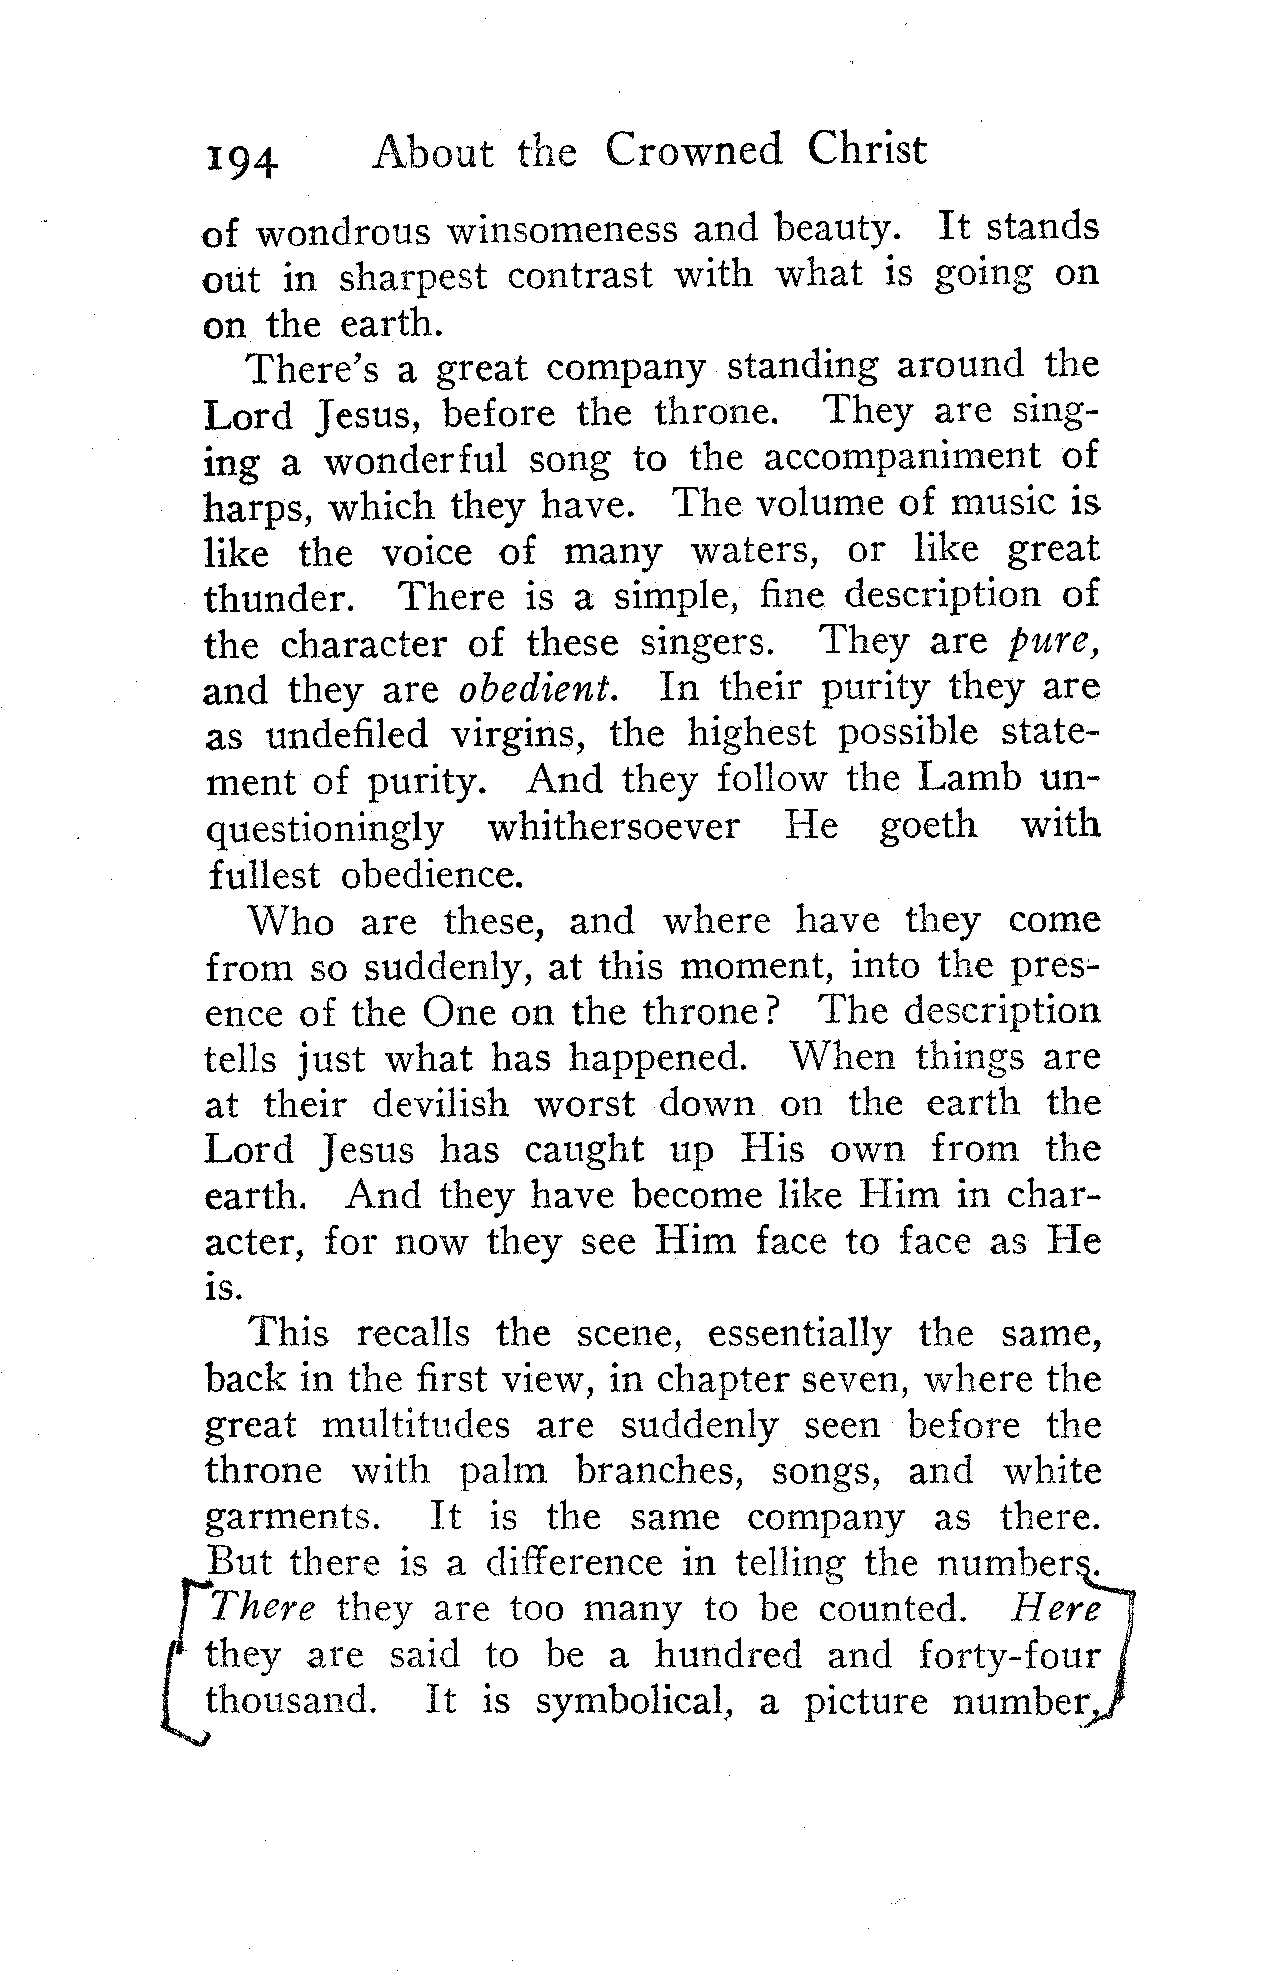 194 About the Crowned Christ
of wondrous winsomeness and beauty. It stands
out in sharpest contrast with what is going on
on the earth.
There's a great company standing around the
Lord Jesus, before the throne. They are sing-
ing a wonderful song to the accompaniment of
harps, which they have. The volume of music is
like the voice of many waters, or like great
thunder. There is a simple, fine description of
the character of these singers. They are pure,
and they are obedient. In their purity they are
as undefiled virgins, the highest possible state-
ment of purity. And they follow the Lamb un-
questioningly whithersoever He goeth with
fullest obedience.
Who are these, and where have they come
from so suddenly, at this moment, into the pres-
ence of the One on the throne? The description
tells just what has happened. When things are
at their devilish worst down on the earth the
Lord Jesus has caught up His own from the
earth. And they have become like Him in char-
acter, for now they see Him face to face as He
is.
This recalls the scene, essentially the same,
back in the first view, in chapter seven, where the
great multitudes are suddenly seen before the
throne with palm branches, songs, and white
garments. It is the same company as there.
But there is a difference in telling the numbers.
There they are too many to be counted. Here
they are said to be a hundred and forty-four
thousand. It is symbolical, a picture number,